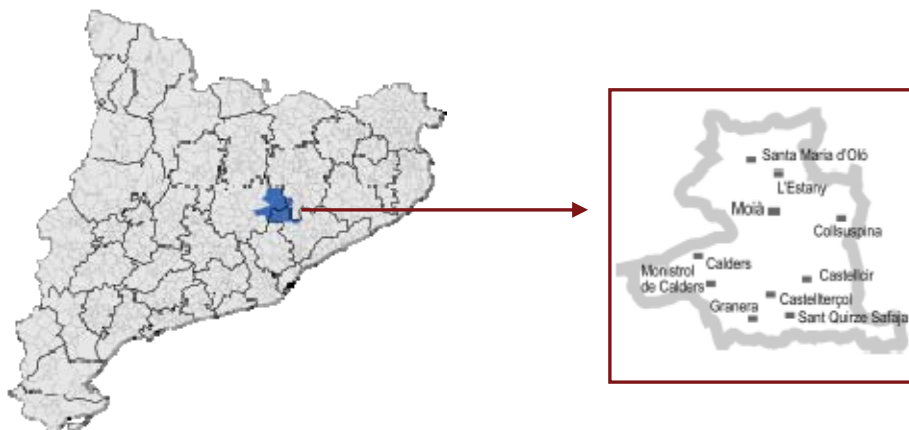 Santa Maria d'Oló
L'Estany
Moià
Collsuspina
Calders
Monistrol
de Calders
Castellcir
Castellterçol
Granera
Sant Quirze Safaja